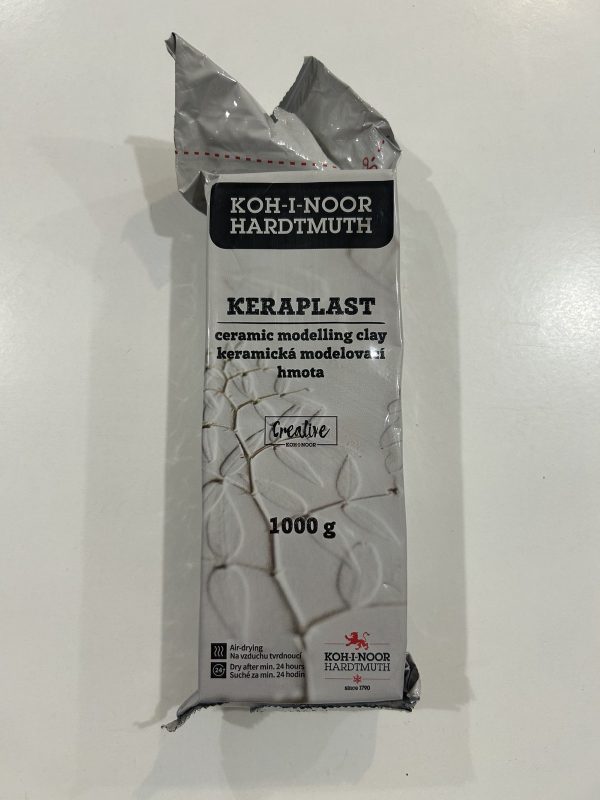 KOH-I-NOOR
HARDTMUTH
KERAPLAST
ceramic modelling clay
keramická modelovací
hmota
Creative
KOH-I-NOOR
1000 g
Air-drying
Na vzduchu tvrdnoucí
24
Dry after min. 24 hours
Suché za min. 24 hodin
KOH-I-NOOR
HARDTMUTH
since 1790